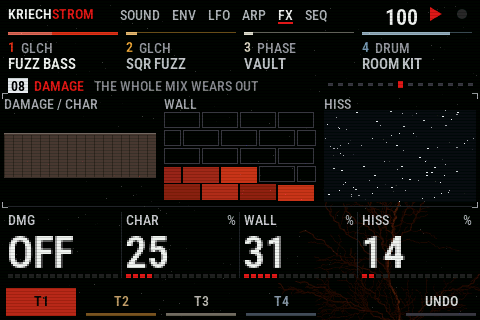 KRIECHSTROM SOUND ENV LFO ARP FX SEQ 100
1 GLCH 2 GLCH 3 PHASE 4 DRUM
FUZZ BASS SQR FUZZ VAULT ROOM KIT
08 DAMAGE THE WHOLE MIX WEARS OUT
DAMAGE / CHAR WALL HISS
DMG CHAR % WALL % HISS %
OFF 25 31 14
T1 T2 T3 T4 UNDO